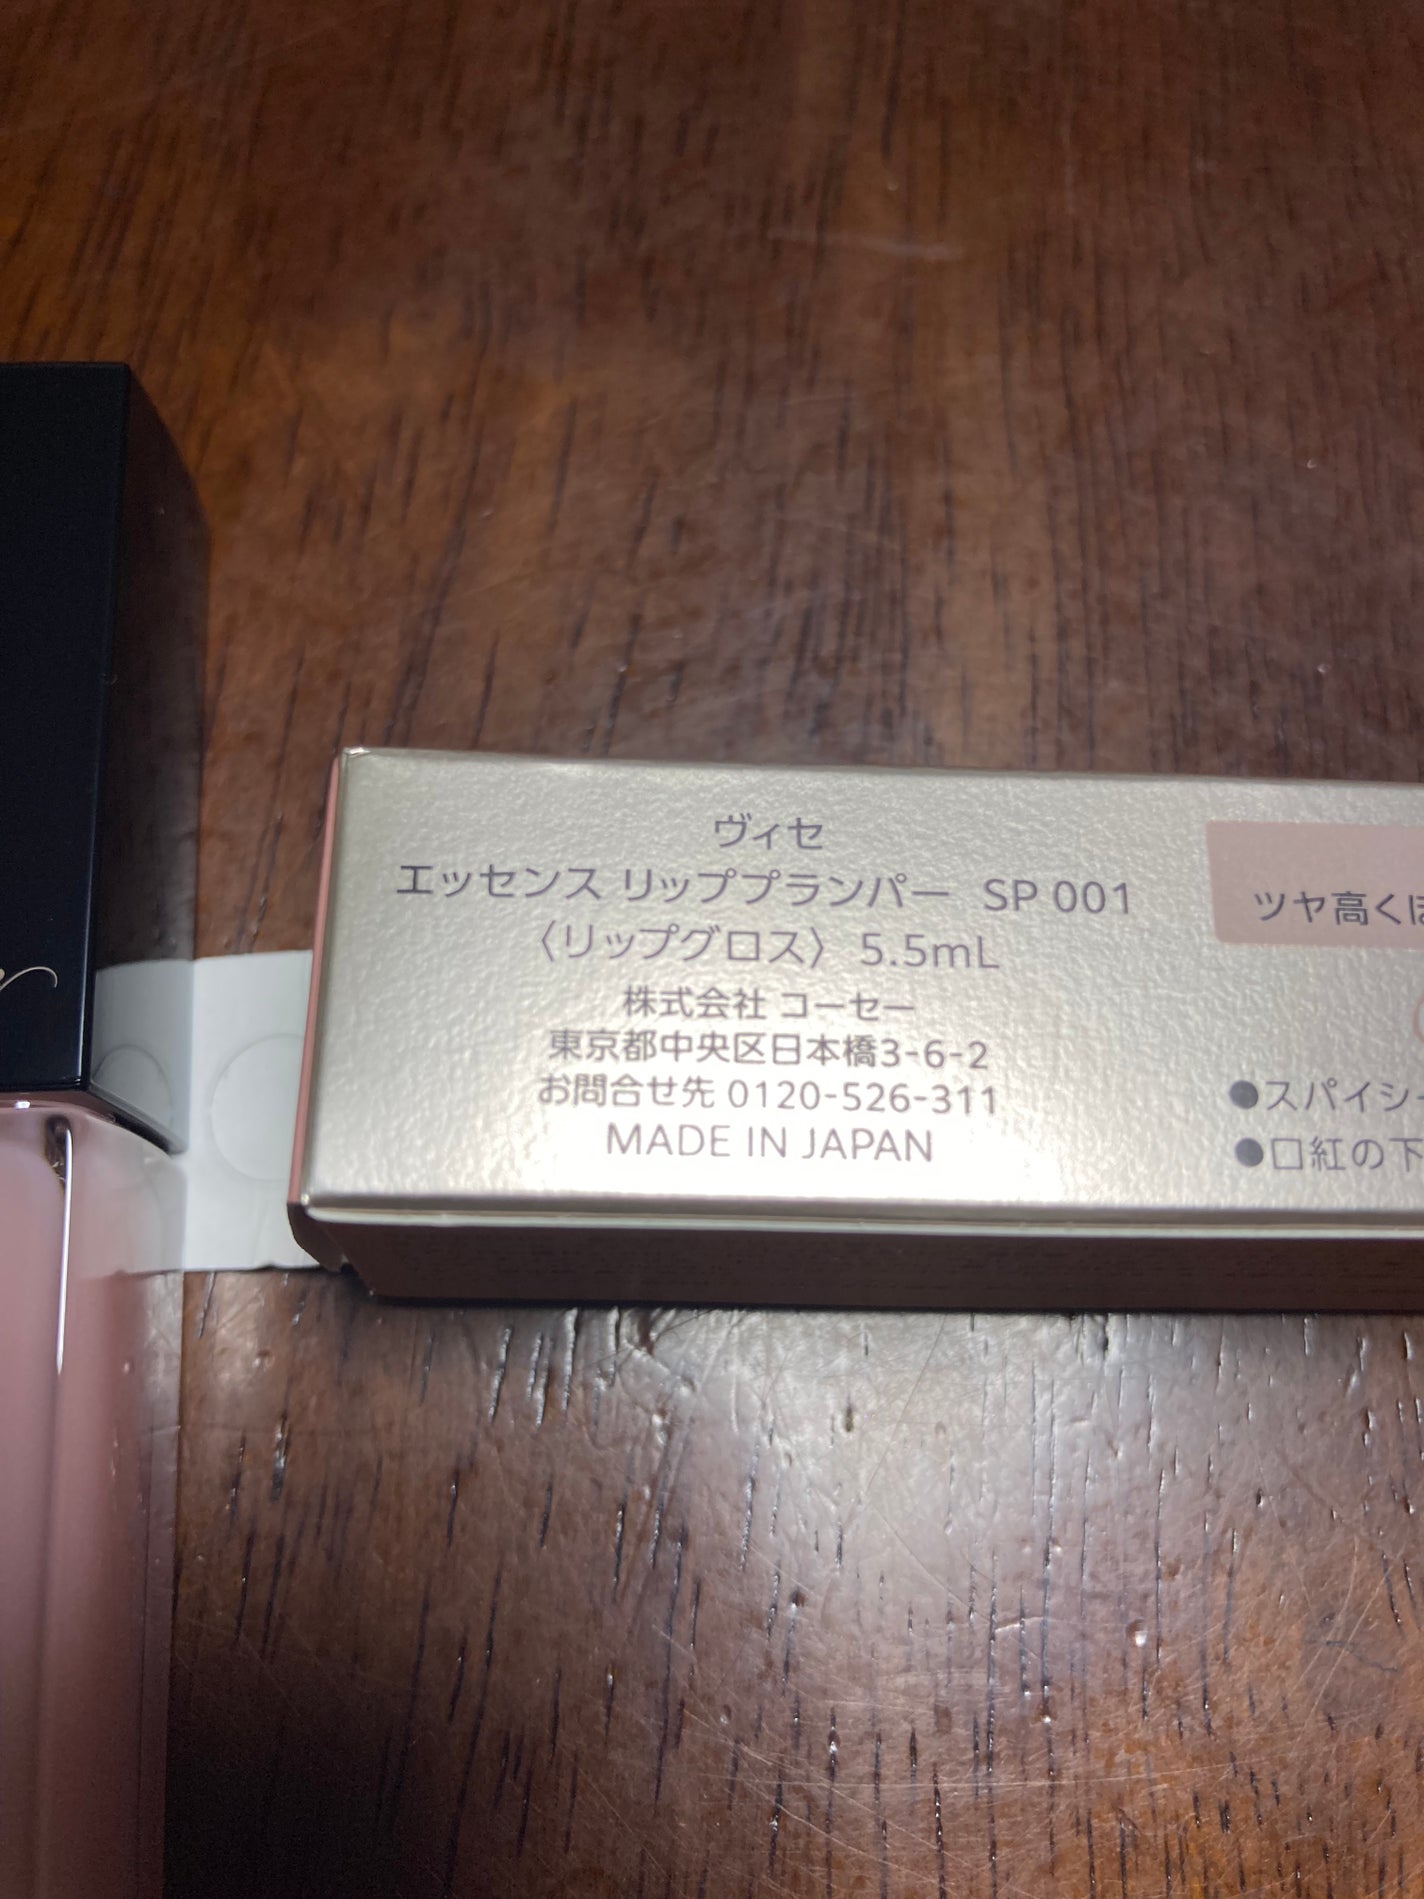 ヴィセ
エッセンス リッププランパー SP 001
〈リップグロス〉 5.5mL
株式会社 コーセー
東京都中央区日本橋3-6-2
お問合せ先 0120-526-311
MADE IN JAPAN
ツヤ高くほ
●スパイシー
●口紅の下